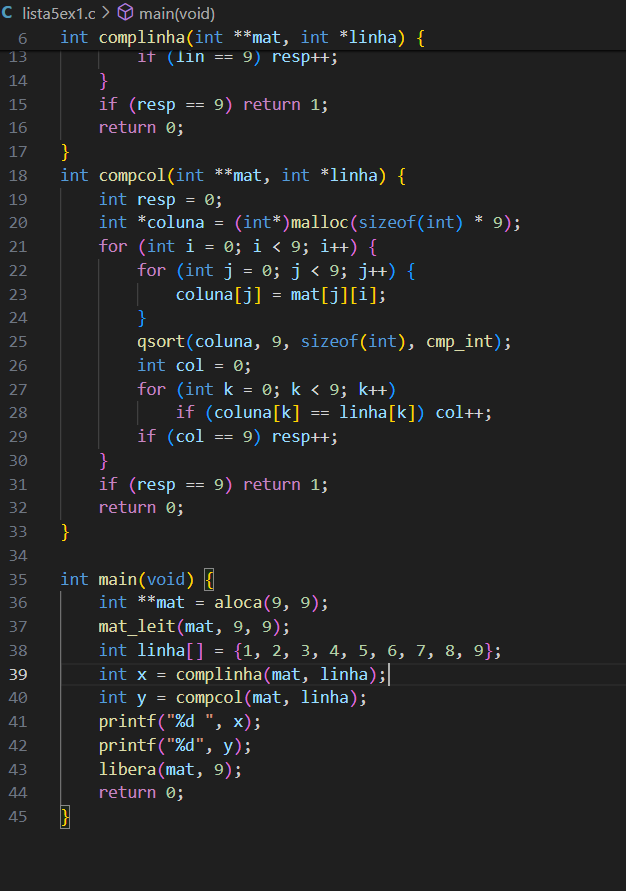 lista5ex1.c > main(void)
6 int complinha(int **mat, int *linha) {
13 if (lin == 9) resp++;
14 }
15 if (resp == 9) return 1;
16 return 0;
17 }
18 int compcol(int **mat, int *linha) {
19 int resp = 0;
20 int *coluna = (int*)malloc(sizeof(int) * 9);
21 for (int i = 0; i < 9; i++) {
22 for (int j = 0; j < 9; j++) {
23 coluna[j] = mat[j][i];
24 }
25 qsort(coluna, 9, sizeof(int), cmp_int);
26 int col = 0;
27 for (int k = 0; k < 9; k++)
28 if (coluna[k] == linha[k]) col++;
29 if (col == 9) resp++;
30 }
31 if (resp == 9) return 1;
32 return 0;
33 }
34
35 int main(void) {
36 int **mat = aloca(9, 9);
37 mat_leit(mat, 9, 9);
38 int linha[] = {1, 2, 3, 4, 5, 6, 7, 8, 9};
39 int x = complinha(mat, linha);
40 int y = compcol(mat, linha);
41 printf("%d ", x);
42 printf("%d", y);
43 libera(mat, 9);
44 return 0;
45 }